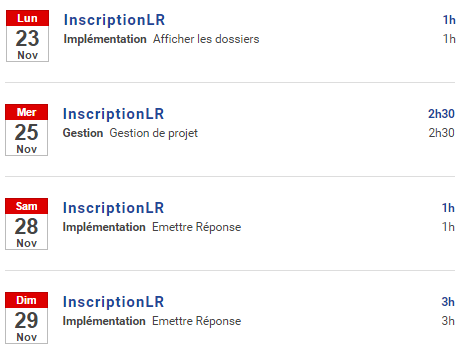 Lun
23
Nov
InscriptionLR 1h
Implémentation Afficher les dossiers 1h
Mer
25
Nov
InscriptionLR 2h30
Gestion Gestion de projet 2h30
Sam
28
Nov
InscriptionLR 1h
Implémentation Emettre Réponse 1h
Dim
29
Nov
InscriptionLR 3h
Implémentation Emettre Réponse 3h